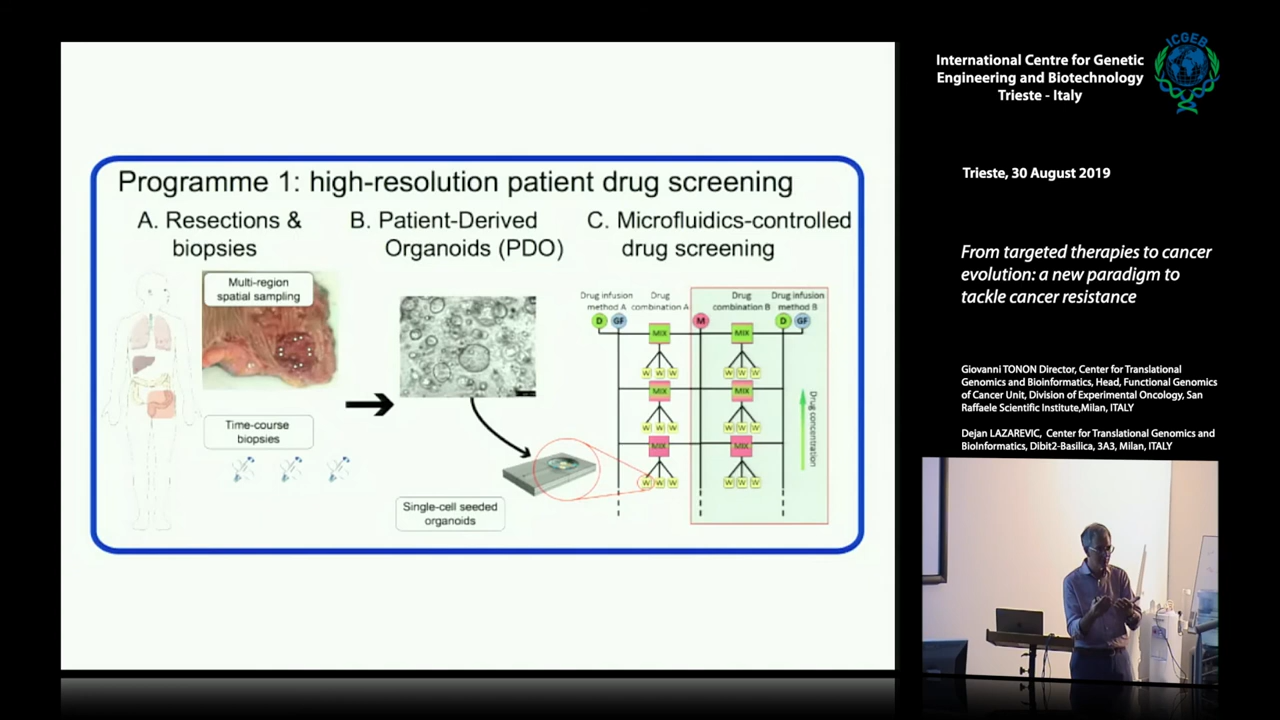 Programme 1: high-resolution patient drug screening
A. Resections &
biopsies
B. Patient-Derived
Organoids (PDO)
C. Microfluidics-controlled
drug screening
Multi-region
spatial sampling
Time-course
biopsies
Single-cell seeded
organoids
Drug infusion
method A
Drug
combination A
Drug
combination B
Drug infusion
method B
D GF M D GF
MIX MIX
W W W W W W
MIX MIX
W W W W W W
MIX MIX
W W W W W W
Drug concentration
International Centre for Genetic
Engineering and Biotechnology
Trieste - Italy
ICGEB
Trieste, 30 August 2019
From targeted therapies to cancer
evolution: a new paradigm to
tackle cancer resistance
Giovanni TONON Director, Center for Translational
Genomics and Bioinformatics, Head, Functional Genomics
of Cancer Unit, Division of Experimental Oncology, San
Raffaele Scientific Institute,Milan, ITALY
Dejan LAZAREVIC, Center for Translational Genomics and
BioInformatics, Dibit2-Basilica, 3A3, Milan, ITALY